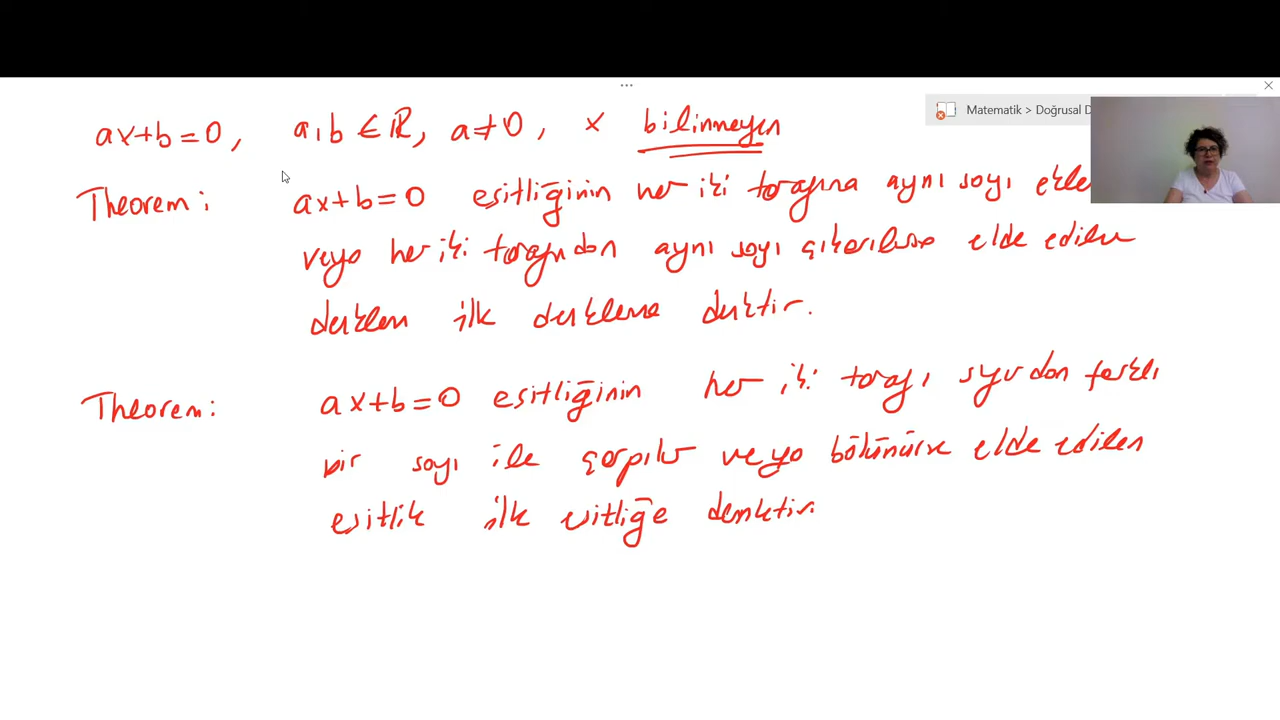 Matematik > Doğrusal D
ax+b=0, a,b ∈ ℝ, a≠0, x bilinmeyen
Theorem: ax+b=0 eşitliğinin her iki tarafına aynı sayı ekle
veya her iki tarafından aynı sayı çıkarılırsa elde edilen
denklem ilk denkleme denktir.
Theorem: ax+b=0 eşitliğinin her iki tarafı sıfırdan farklı
bir sayı ile çarpılır veya bölünürse elde edilen
eşitlik ilk eşitliğe denktir.